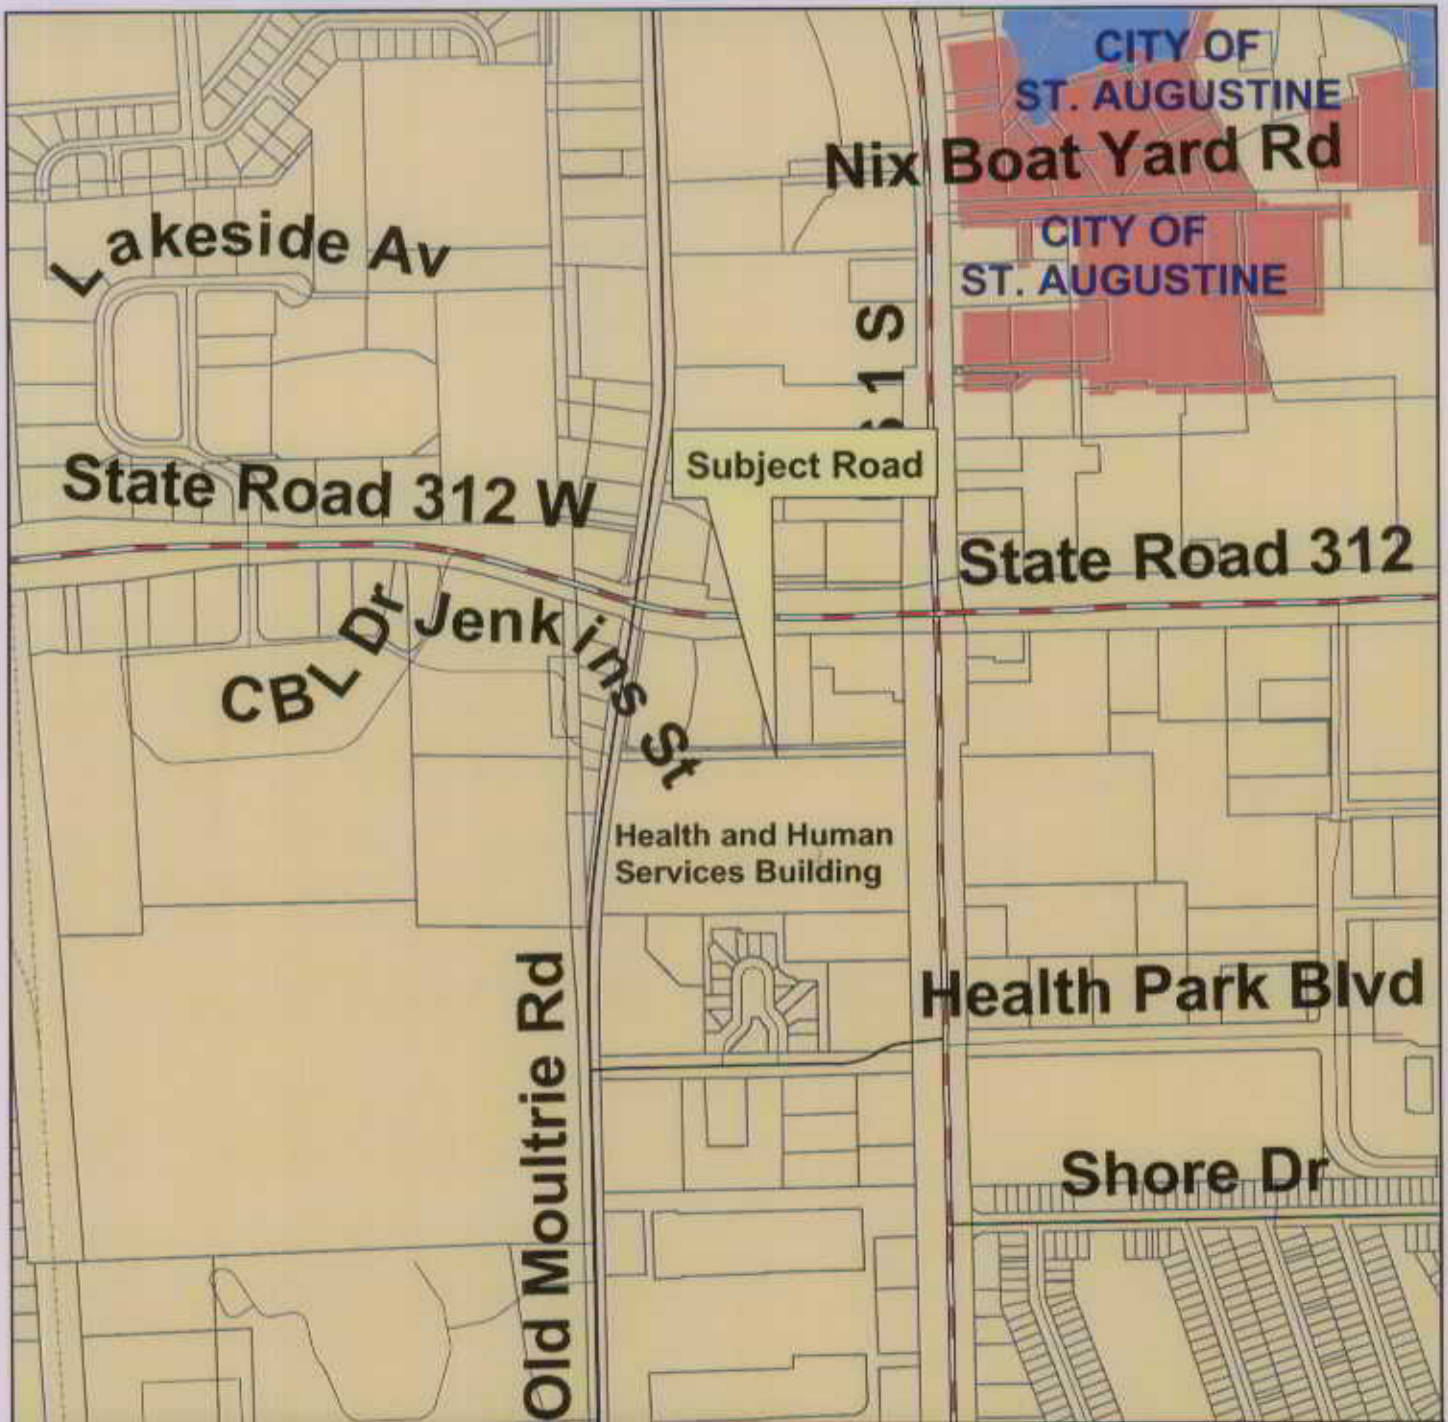 CITY OF
ST. AUGUSTINE
Nix Boat Yard Rd
Lakeside Av
CITY OF
ST. AUGUSTINE
1 S
Subject Road
State Road 312 W
State Road 312
CBL Dr
Jenkins St
Health and Human
Services Building
Old Moultrie Rd
Health Park Blvd
Shore Dr